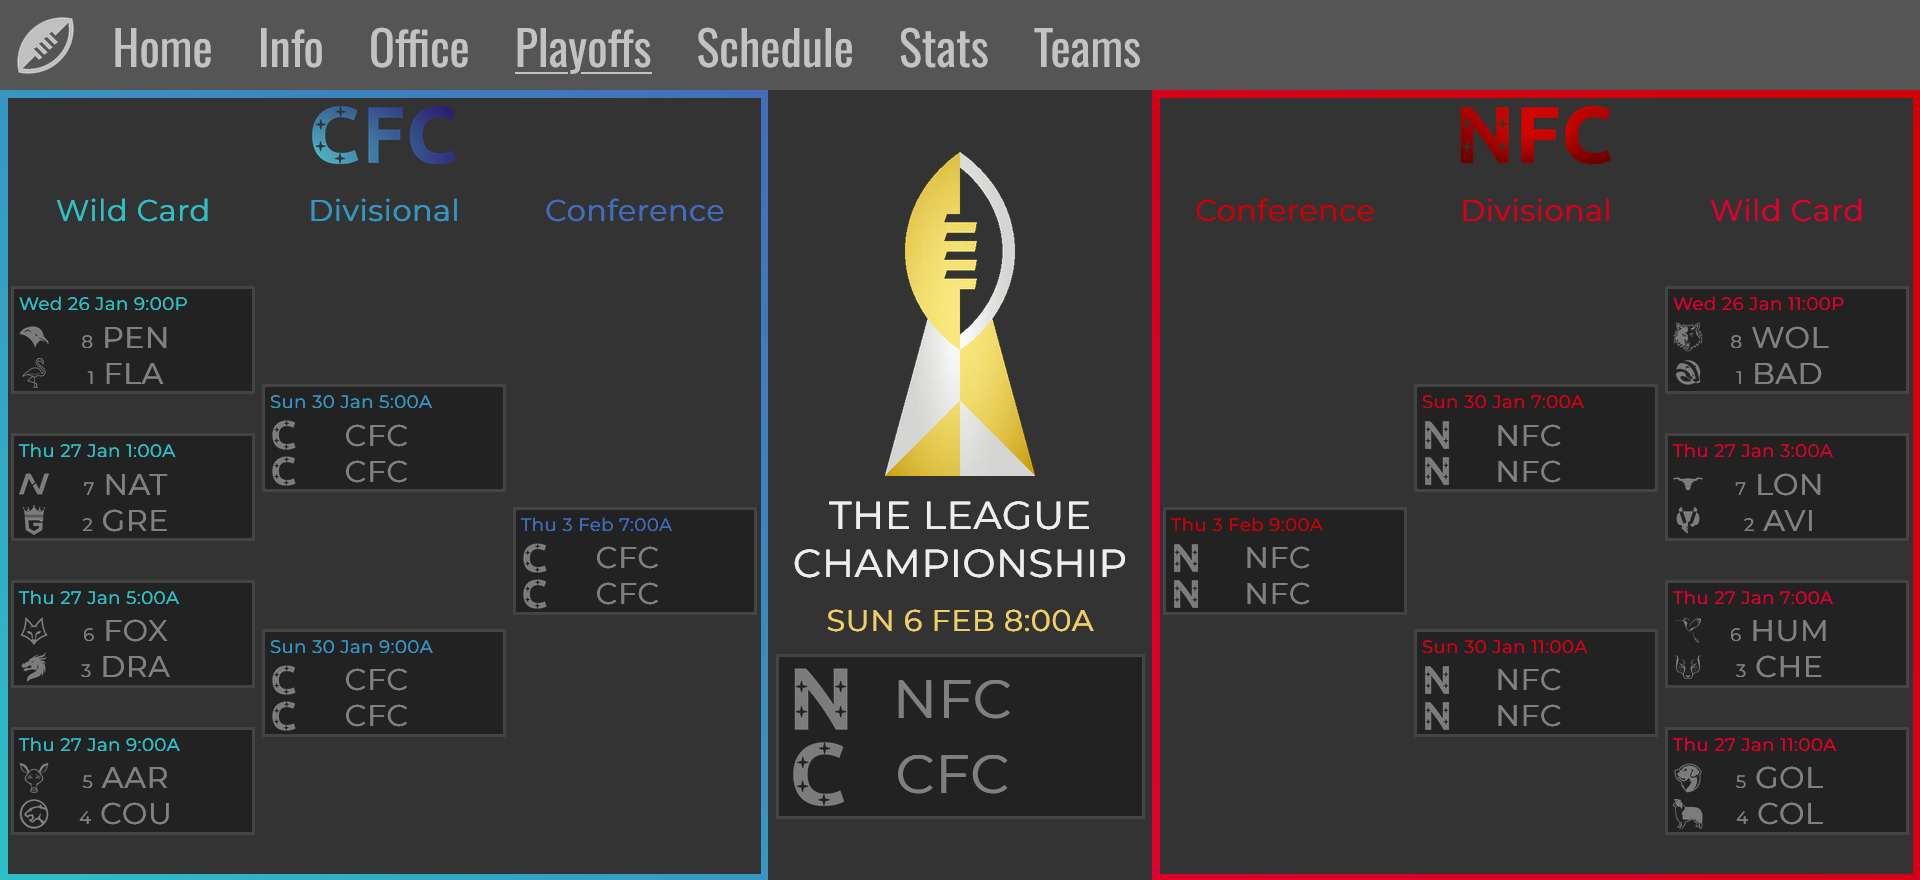 Home Info Office Playoffs Schedule Stats Teams
CFC
Wild Card Divisional Conference
Wed 26 Jan 9:00P
8 PEN
1 FLA
Thu 27 Jan 1:00A
7 NAT
2 GRE
Thu 27 Jan 5:00A
6 FOX
3 DRA
Thu 27 Jan 9:00A
5 AAR
4 COU
Sun 30 Jan 5:00A
C CFC
C CFC
Sun 30 Jan 9:00A
C CFC
C CFC
Thu 3 Feb 7:00A
C CFC
C CFC
THE LEAGUE
CHAMPIONSHIP
SUN 6 FEB 8:00A
N NFC
C CFC
NFC
Conference Divisional Wild Card
Thu 3 Feb 9:00A
N NFC
N NFC
Sun 30 Jan 7:00A
N NFC
N NFC
Sun 30 Jan 11:00A
N NFC
N NFC
Wed 26 Jan 11:00P
8 WOL
1 BAD
Thu 27 Jan 3:00A
7 LON
2 AVI
Thu 27 Jan 7:00A
6 HUM
3 CHE
Thu 27 Jan 11:00A
5 GOL
4 COL